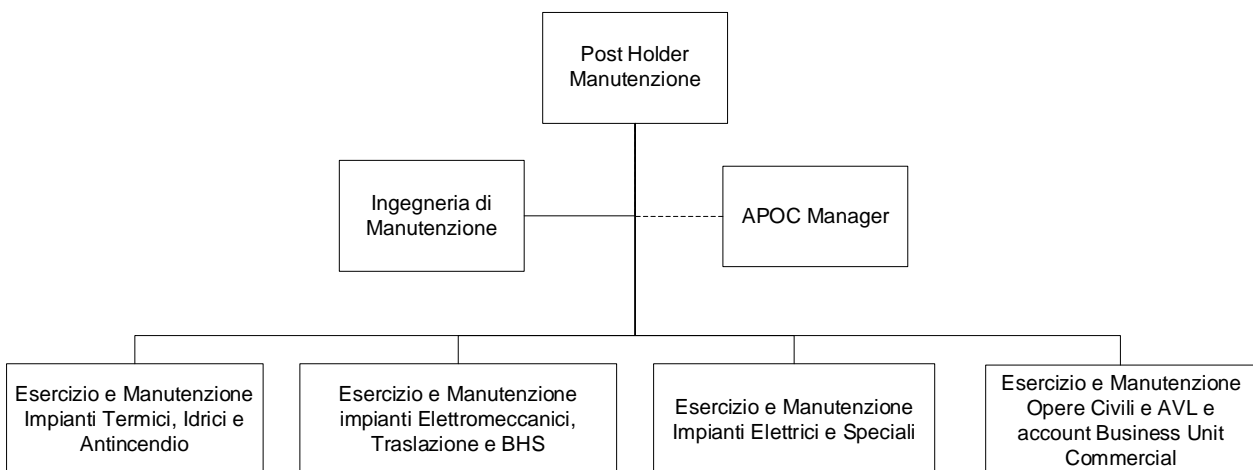 Post Holder
Manutenzione
Ingegneria di
Manutenzione
APOC Manager
Esercizio e Manutenzione
Impianti Termici, Idrici e
Antincendio
Esercizio e Manutenzione
impianti Elettromeccanici,
Traslazione e BHS
Esercizio e Manutenzione
Impianti Elettrici e Speciali
Esercizio e Manutenzione
Opere Civili e AVL e
account Business Unit
Commercial